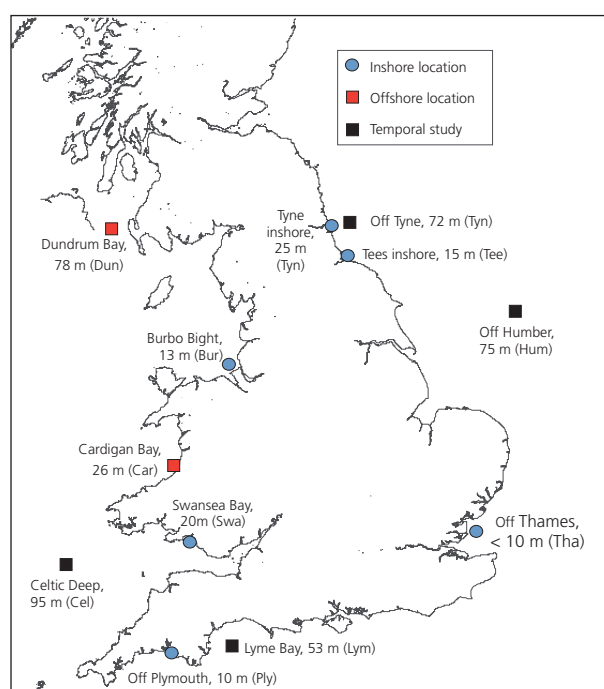 Inshore location
Offshore location
Temporal study
Tyne
inshore,
25 m
(Tyn)
Off Tyne, 72 m (Tyn)
Tees inshore, 15 m (Tee)
Dundrum Bay,
78 m (Dun)
Off Humber,
75 m (Hum)
Burbo Bight,
13 m (Bur)
Cardigan Bay,
26 m (Car)
Swansea Bay,
20m (Swa)
Off Thames,
< 10 m (Tha)
Celtic Deep,
95 m (Cel)
Lyme Bay, 53 m (Lym)
Off Plymouth, 10 m (Ply)